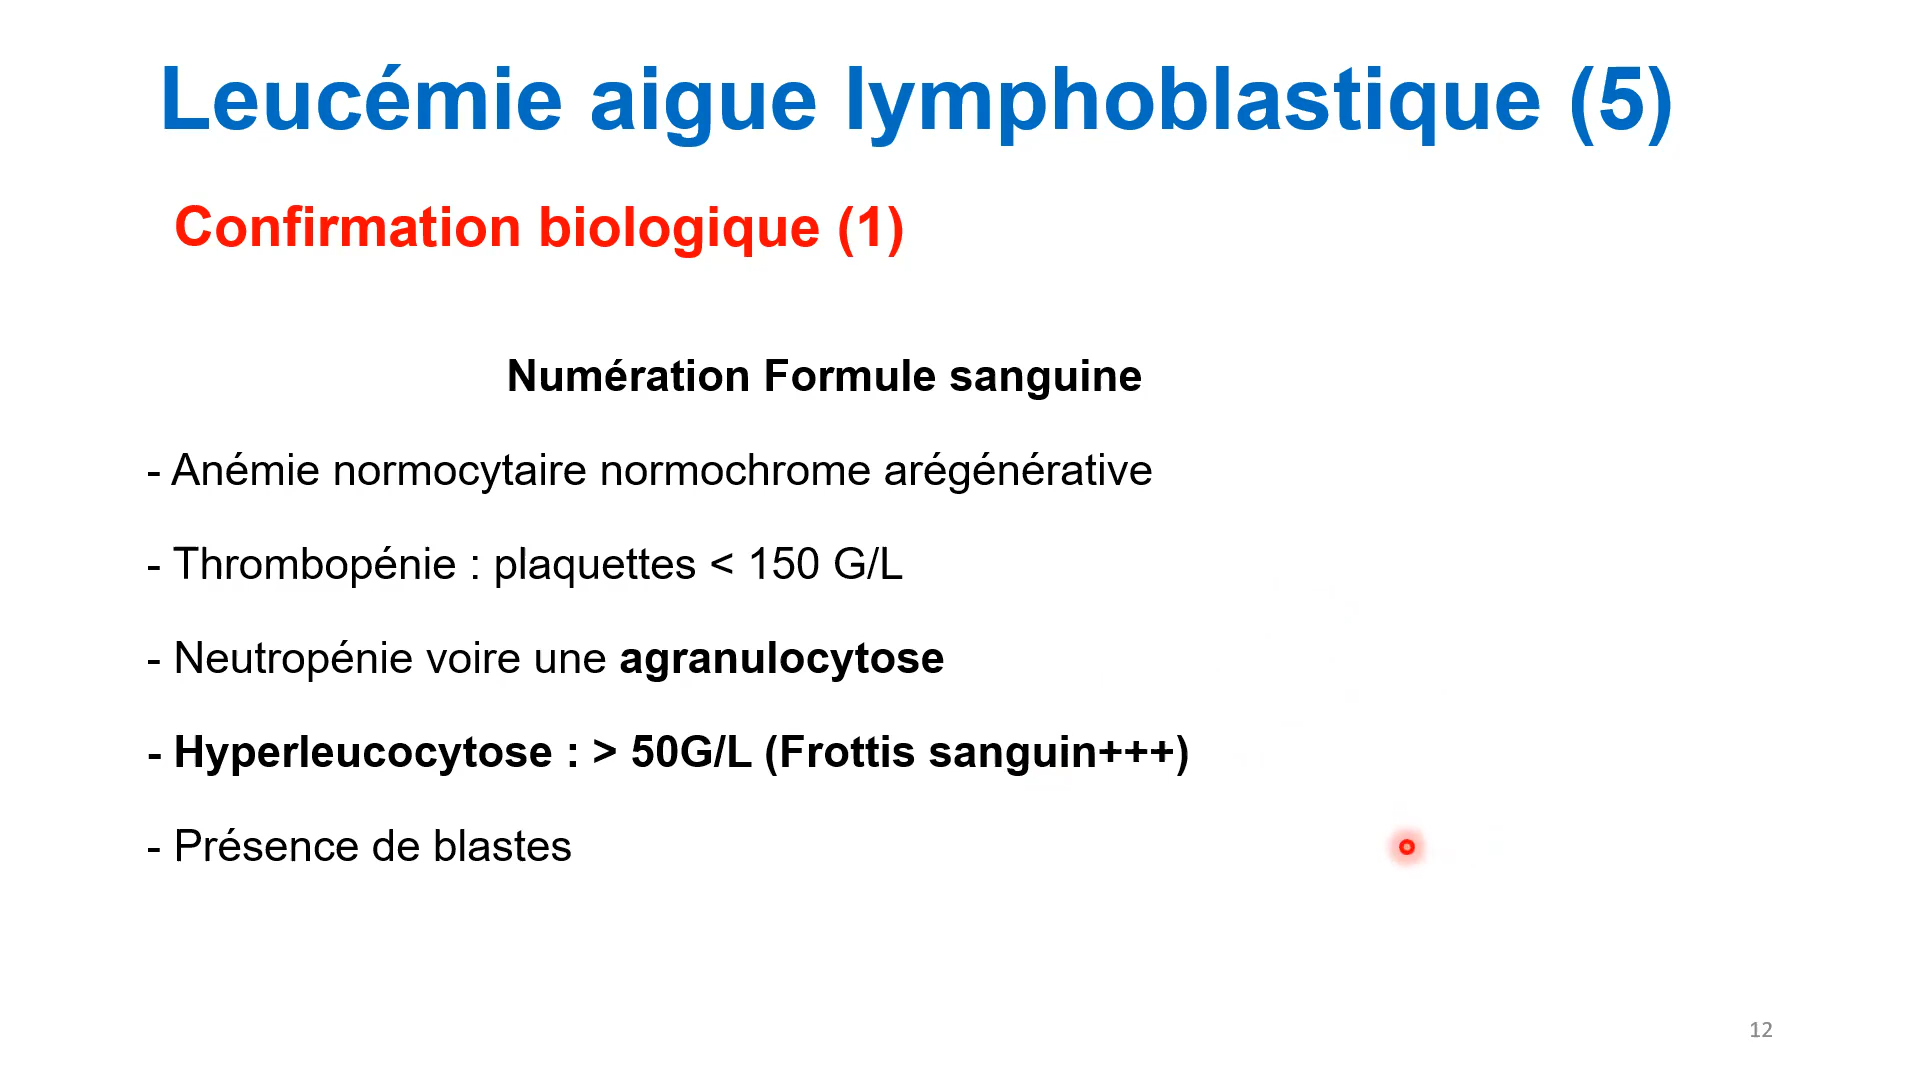 Leucémie aigue lymphoblastique (5)
Confirmation biologique (1)
Numération Formule sanguine
- Anémie normocytaire normochrome arégénérative
- Thrombopénie : plaquettes < 150 G/L
- Neutropénie voire une agranulocytose
- Hyperleucocytose : > 50G/L (Frottis sanguin+++)
- Présence de blastes
12